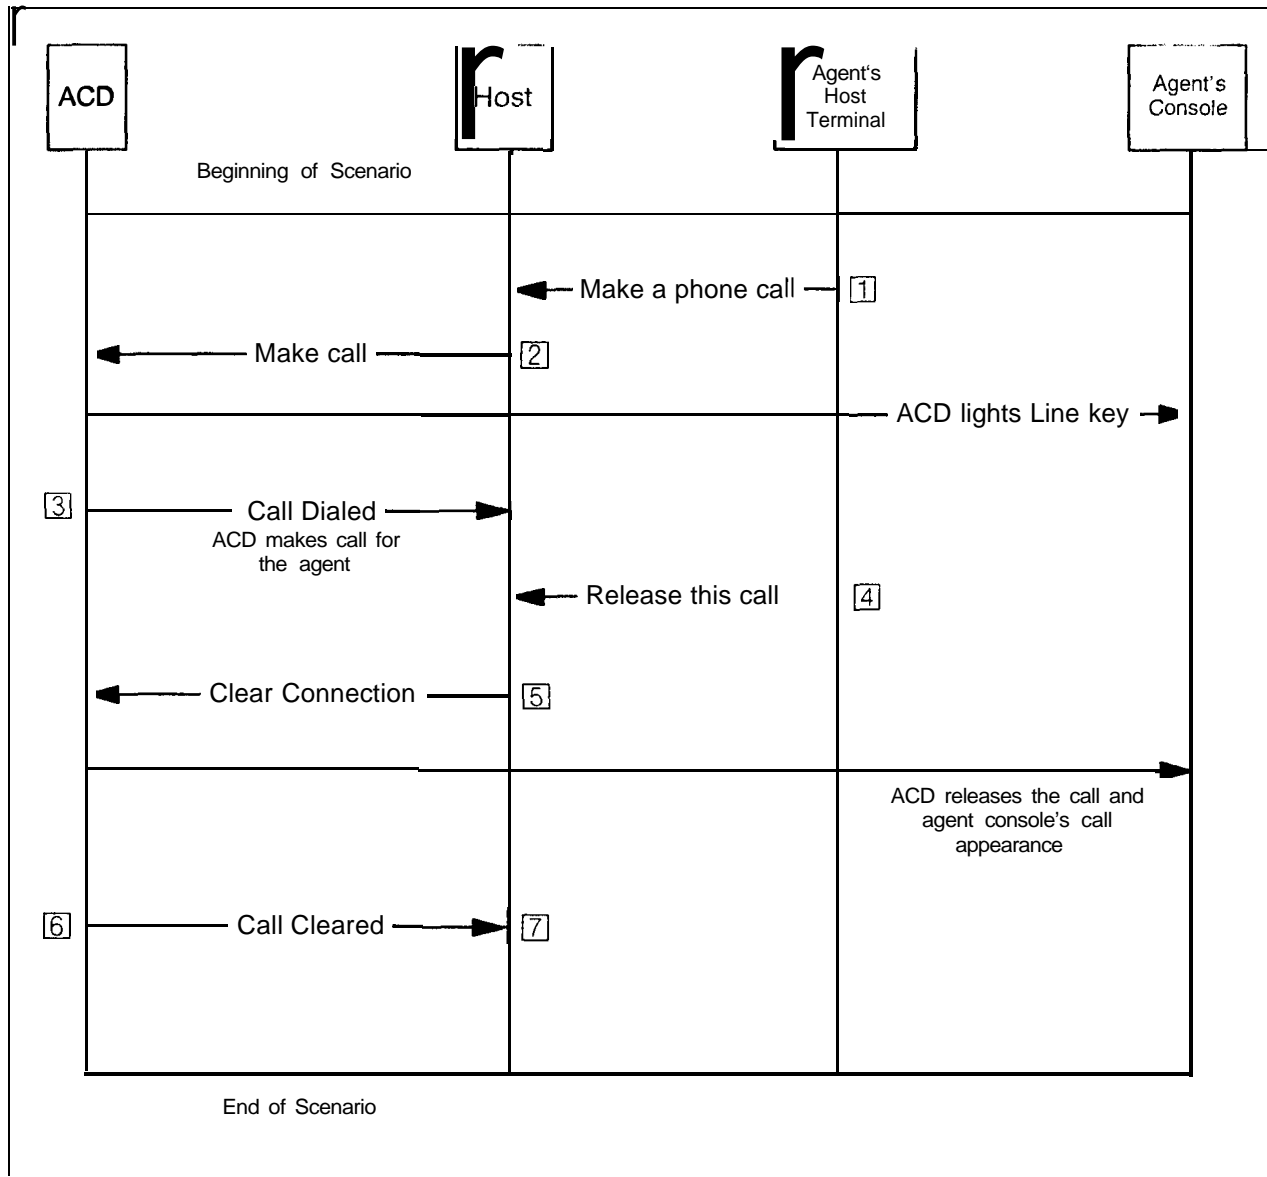 ACD
Host
Agent's
Host
Terminal
Agent's
Console
Beginning of Scenario
Make a phone call
1
Make call
2
ACD lights Line key
3
Call Dialed
ACD makes call for
the agent
Release this call
4
Clear Connection
5
ACD releases the call and
agent console's call
appearance
6
Call Cleared
7
End of Scenario